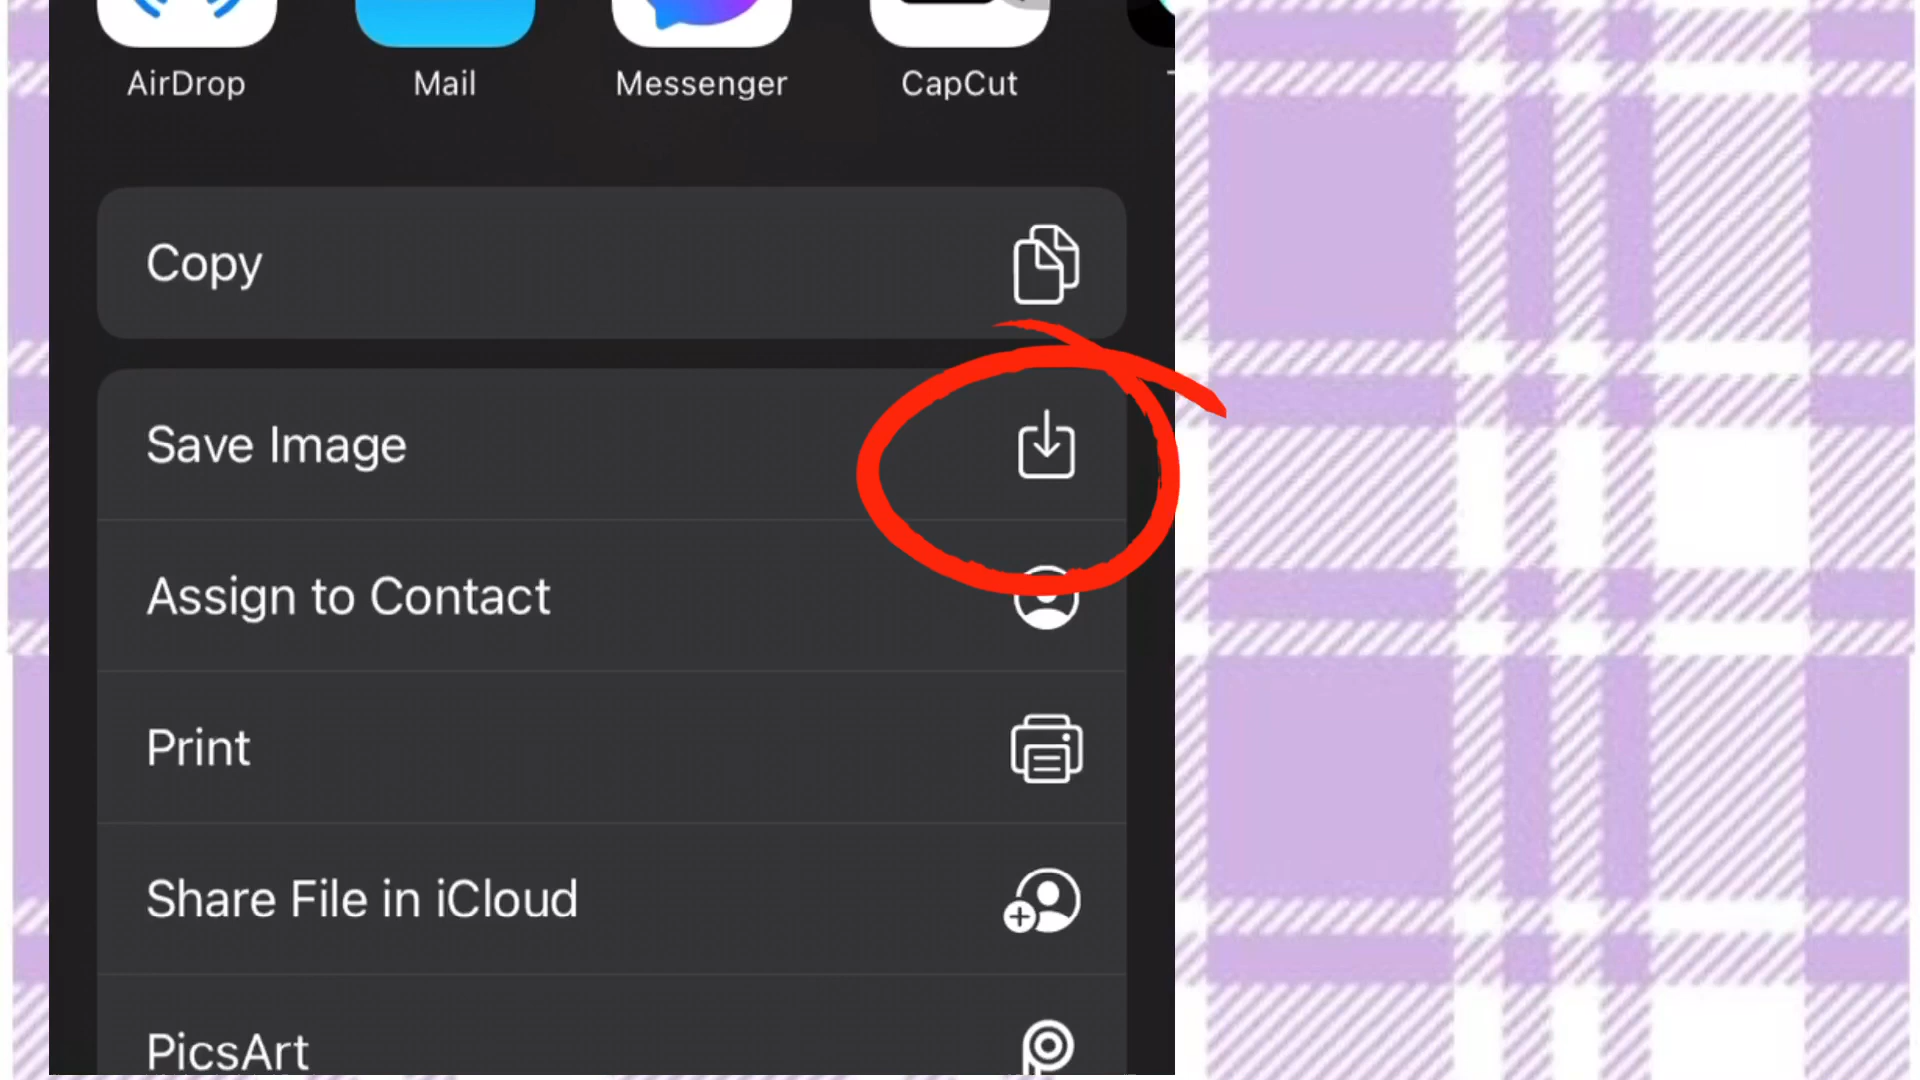 AirDrop
Mail
Messenger
CapCut
Copy
Save Image
Assign to Contact
Print
Share File in iCloud
PicsArt